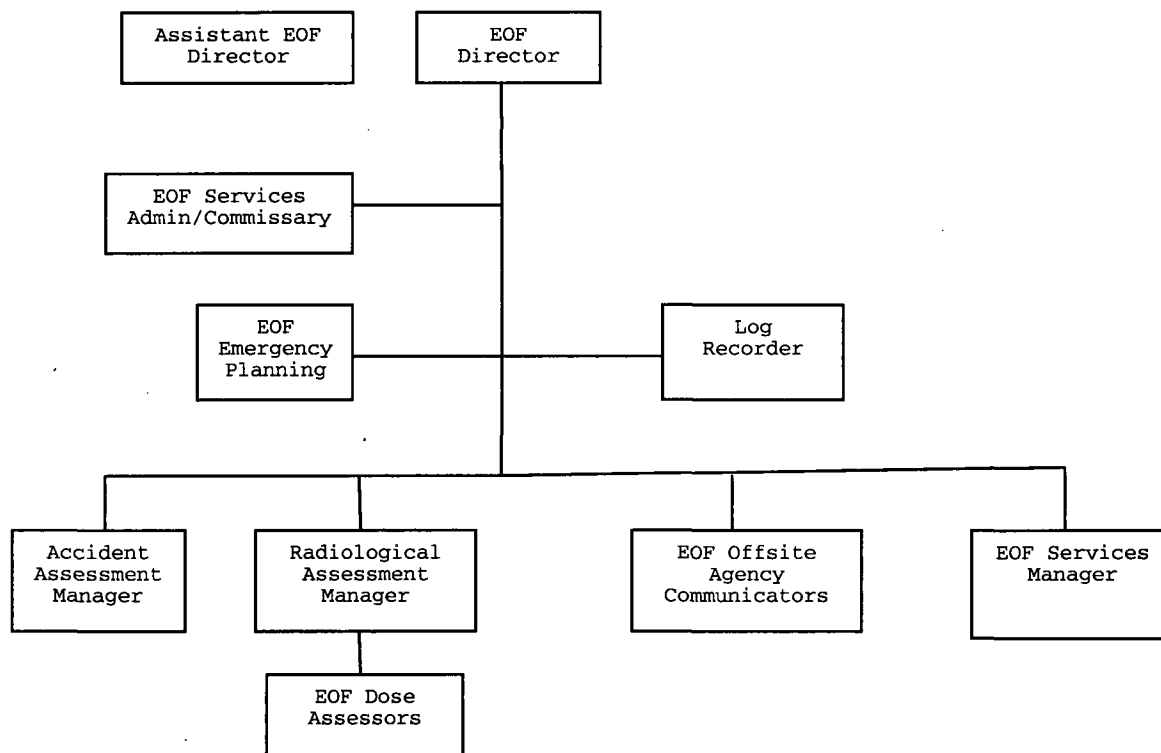 Assistant EOF
Director
EOF
Director
EOF Services
Admin/Commissary
EOF
Emergency
Planning
Log
Recorder
Accident
Assessment
Manager
Radiological
Assessment
Manager
EOF Offsite
Agency
Communicators
EOF Services
Manager
EOF Dose
Assessors